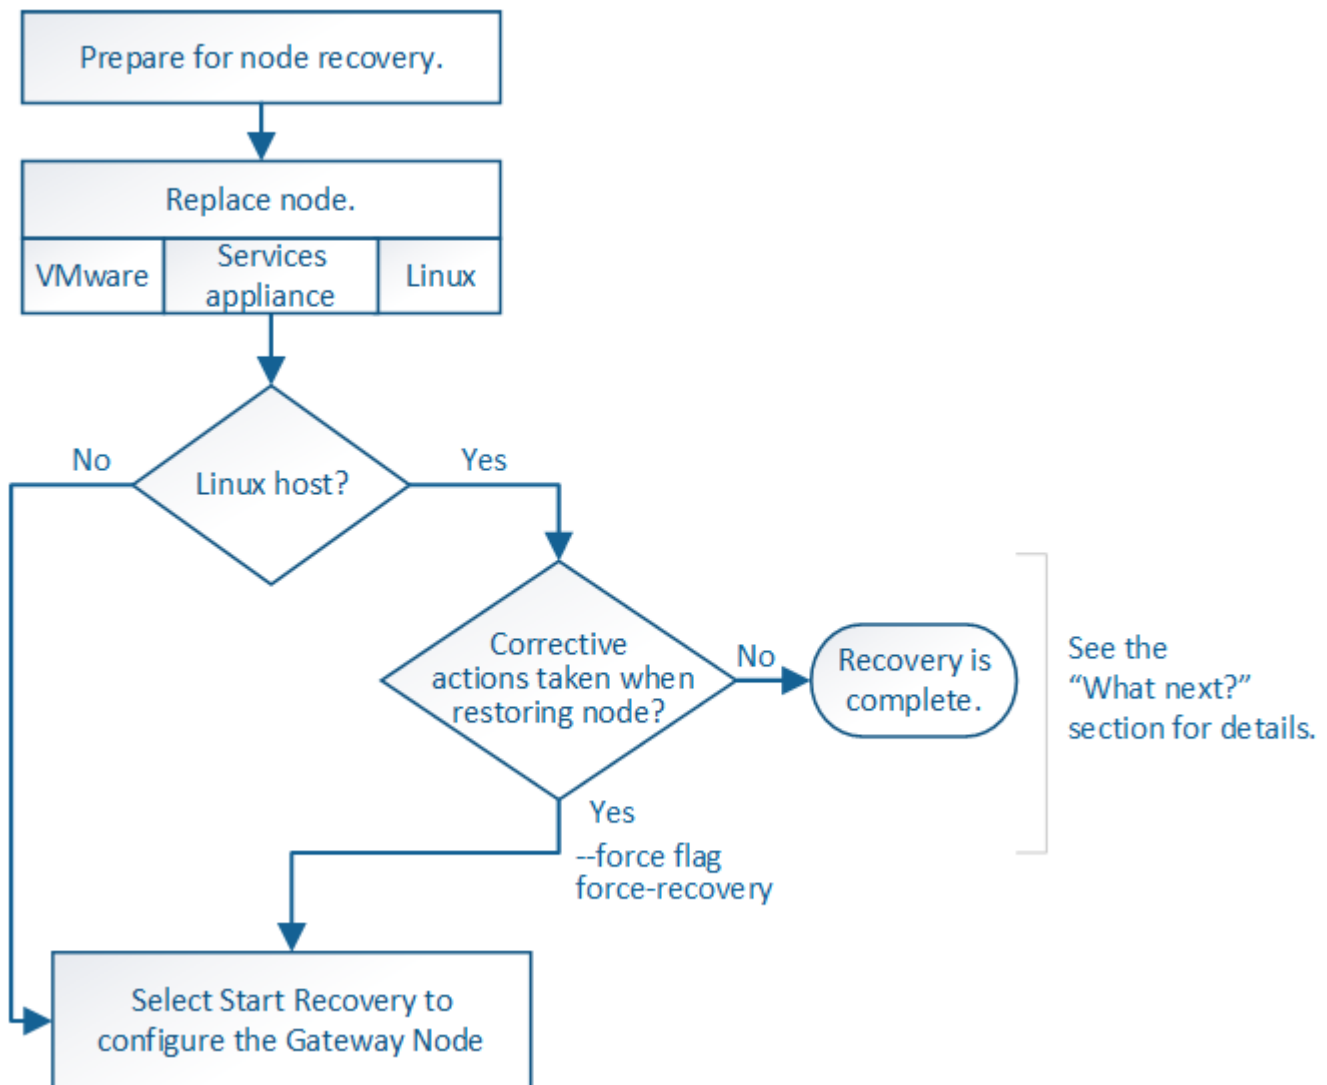 Prepare for node recovery.
Replace node.
VMware
Services
appliance
Linux
No
Yes
Linux host?
Corrective
actions taken when
restoring node?
No
Recovery is
complete.
See the
“What next?”
section for details.
Yes
--force flag
force-recovery
Select Start Recovery to
configure the Gateway Node